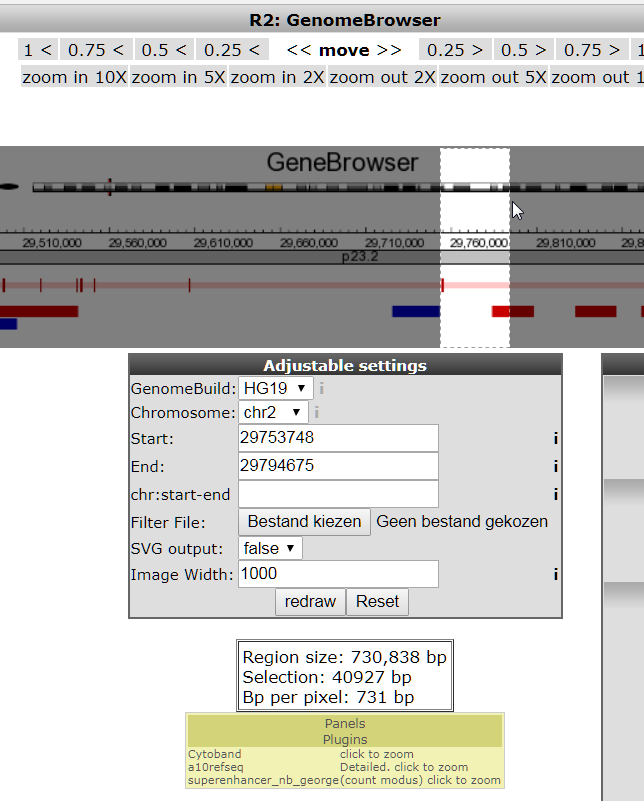 R2: GenomeBrowser
1 < 0.75 < 0.5 < 0.25 < << move >> 0.25 > 0.5 > 0.75 > 1
zoom in 10X zoom in 5X zoom in 2X zoom out 2X zoom out 5X zoom out 1
GeneBrowser
29,510,000 29,560,000 29,610,000 29,660,000 29,710,000 29,760,000 29,810,000 29,8
p23.2
Adjustable settings
GenomeBuild: HG19 i
Chromosome: chr2 i
Start: 29753748 i
End: 29794675 i
chr:start-end i
Filter File: Bestand kiezen Geen bestand gekozen
SVG output: false
Image Width: 1000 i
redraw Reset
Region size: 730,838 bp
Selection: 40927 bp
Bp per pixel: 731 bp
Panels
Plugins
Cytoband click to zoom
a10refseq Detailed. click to zoom
superenhancer_nb_george (count modus) click to zoom